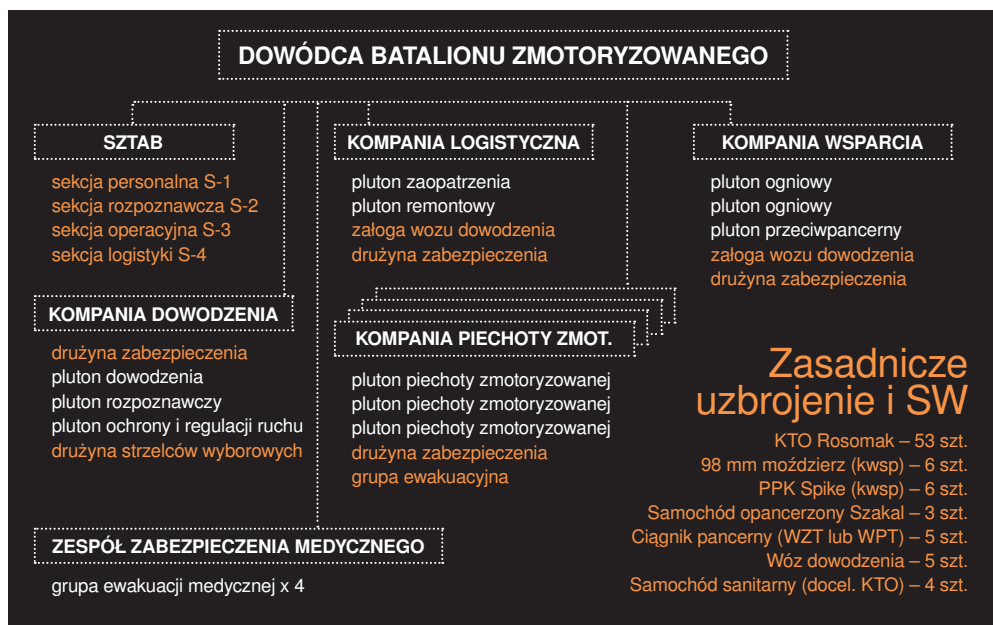 DOWÓDCA BATALIONU ZMOTORYZOWANEGO
SZTAB
sekcja personalna S-1
sekcja rozpoznawcza S-2
sekcja operacyjna S-3
sekcja logistyki S-4
KOMPANIA LOGISTYCZNA
pluton zaopatrzenia
pluton remontowy
załoga wozu dowodzenia
drużyna zabezpieczenia
KOMPANIA WSPARCIA
pluton ogniowy
pluton ogniowy
pluton przeciwpancerny
załoga wozu dowodzenia
drużyna zabezpieczenia
KOMPANIA DOWODZENIA
drużyna zabezpieczenia
pluton dowodzenia
pluton rozpoznawczy
pluton ochrony i regulacji ruchu
drużyna strzelców wyborowych
KOMPANIA PIECHOTY ZMOT.
pluton piechoty zmotoryzowanej
pluton piechoty zmotoryzowanej
pluton piechoty zmotoryzowanej
drużyna zabezpieczenia
grupa ewakuacyjna
Zasadnicze
uzbrojenie i SW
KTO Rosomak – 53 szt.
98 mm moździerz (kwsp) – 6 szt.
PPK Spike (kwsp) – 6 szt.
Samochód opancerzony Szakal – 3 szt.
Ciągnik pancerny (WZT lub WPT) – 5 szt.
Wóz dowodzenia – 5 szt.
Samochód sanitarny (docel. KTO) – 4 szt.
ZESPÓŁ ZABEZPIECZENIA MEDYCZNEGO
grupa ewakuacji medycznej x 4